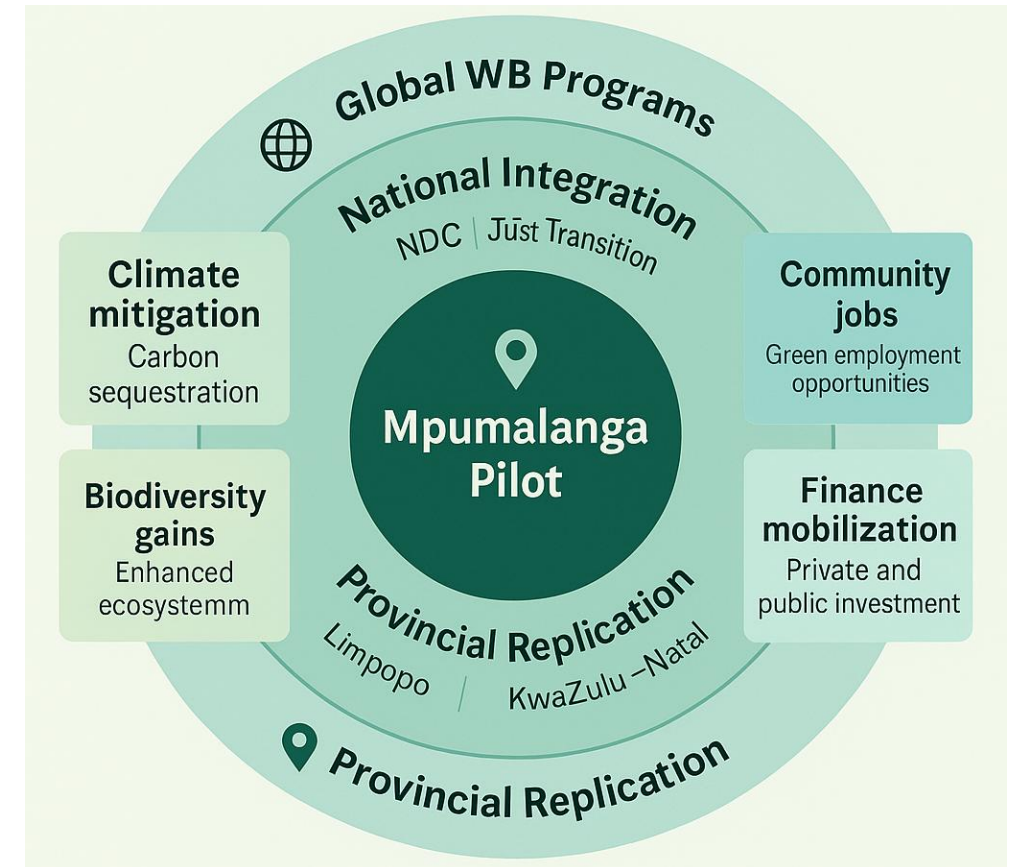 Global WB Programs
National Integration
NDC | Jūst Transition
Climate
mitigation
Carbon
sequestration
Community
jobs
Green employment
opportunities
Mpumalanga
Pilot
Biodiversity
gains
Enhanced
ecosystemm
Finance
mobilization
Private and
public investment
Provincial Replication
Limpopo | KwaZulu –Natal
Provincial Replication